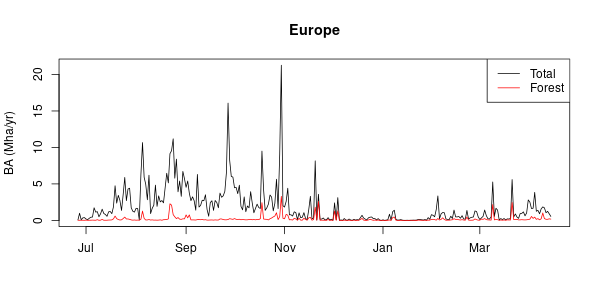 Europe
BA (Mha/yr)
20
15
10
5
0
Total
Forest
Jul Sep Nov Jan Mar